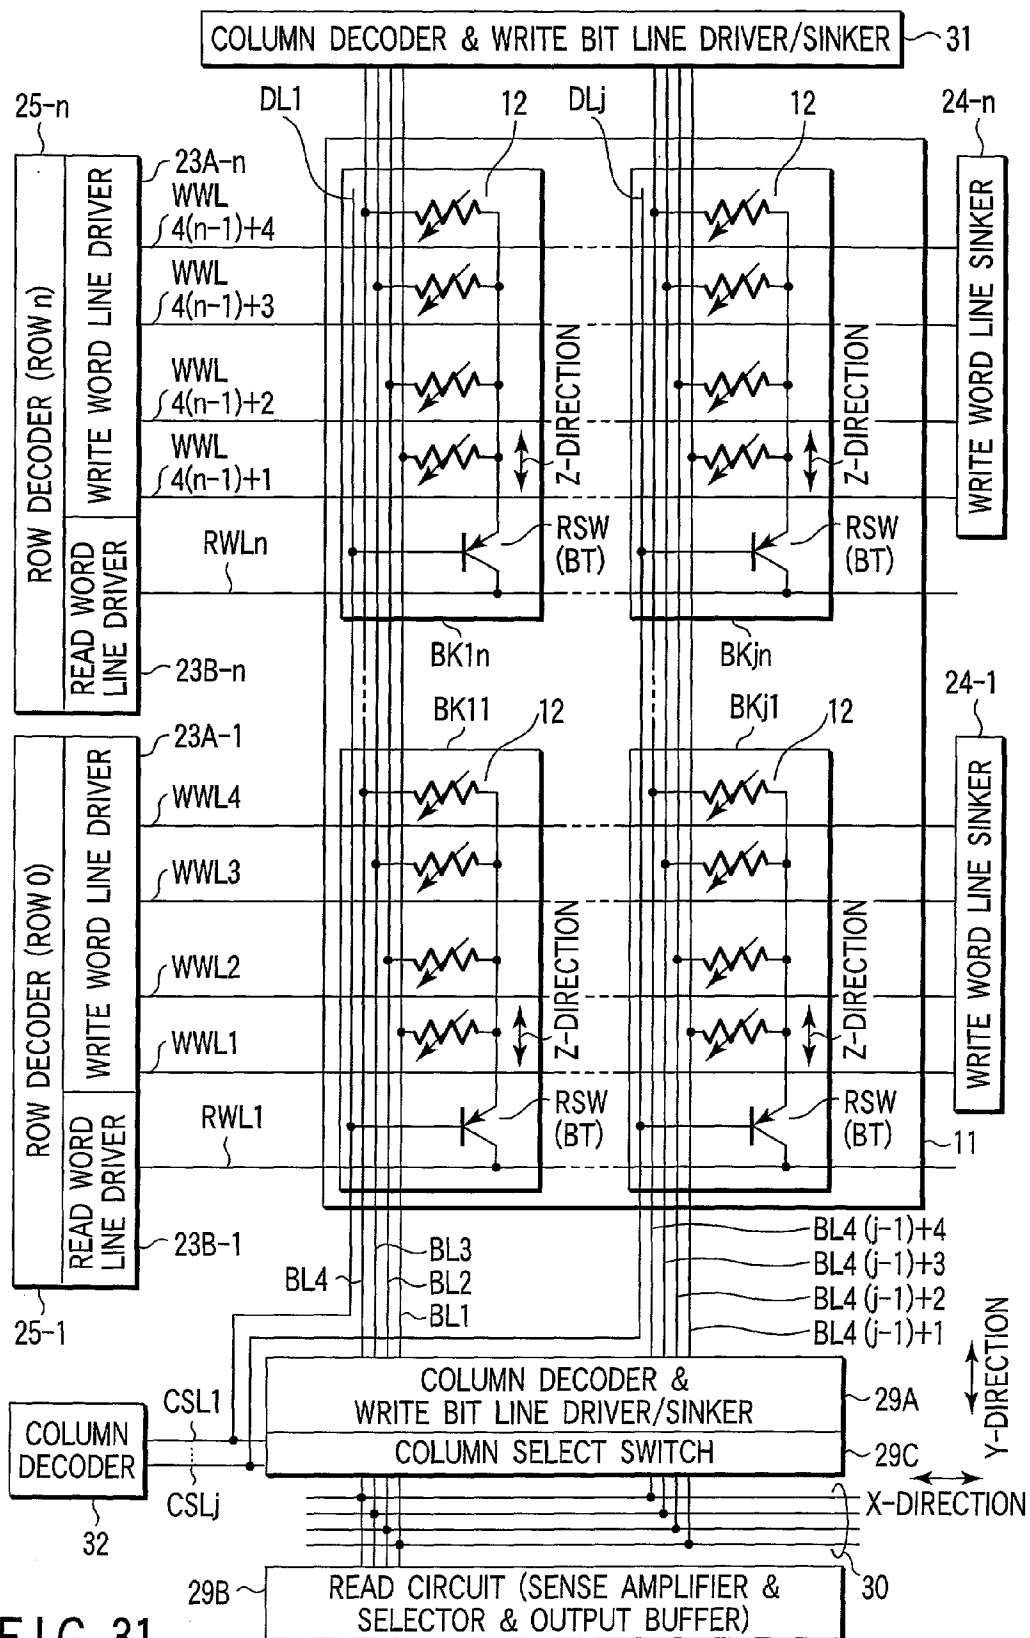 COLUMN DECODER & WRITE BIT LINE DRIVER/SINKER
31
DL1
12
DLj
12
25-n
24-n
ROW DECODER (ROW n)
WRITE WORD LINE DRIVER
READ WORD
LINE DRIVER
23A-n
WWL
4(n-1)+4
WWL
4(n-1)+3
WWL
4(n-1)+2
WWL
4(n-1)+1
RWLn
23B-n
Z-DIRECTION
RSW
(BT)
Z-DIRECTION
RSW
(BT)
WRITE WORD LINE SINKER
BK1n
BKjn
BK11
12
BKj1
12
24-1
ROW DECODER (ROW 0)
WRITE WORD LINE DRIVER
READ WORD
LINE DRIVER
23A-1
WWL4
WWL3
WWL2
WWL1
RWL1
23B-1
Z-DIRECTION
RSW
(BT)
Z-DIRECTION
RSW
(BT)
WRITE WORD LINE SINKER
11
25-1
BL4
BL3
BL2
BL1
BL4(j-1)+4
BL4(j-1)+3
BL4(j-1)+2
BL4(j-1)+1
Y-DIRECTION
COLUMN DECODER &
WRITE BIT LINE DRIVER/SINKER
29A
COLUMN SELECT SWITCH
29C
CSL1
COLUMN
DECODER
CSLj
32
X-DIRECTION
30
29B
READ CIRCUIT (SENSE AMPLIFIER &
SELECTOR & OUTPUT BUFFER)
FIG. 31